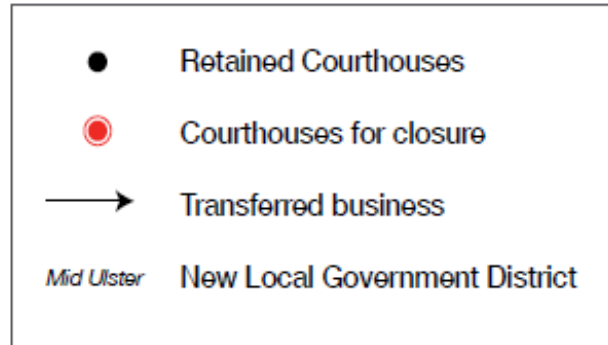 Retained Courthouses
Courthouses for closure
Transferred business
Mid Ulster New Local Government District